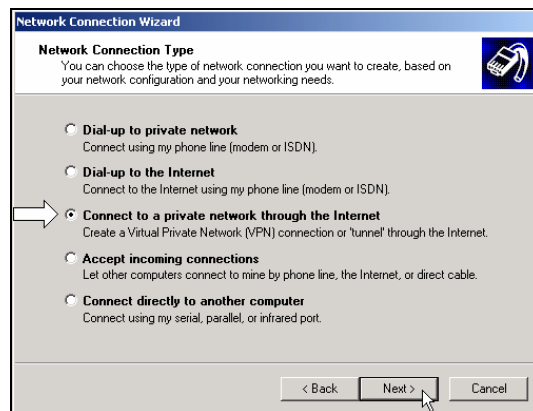 Network Connection Wizard
Network Connection Type
You can choose the type of network connection you want to create, based on
your network configuration and your networking needs.
Dial-up to private network
Connect using my phone line (modem or ISDN).
Dial-up to the Internet
Connect to the Internet using my phone line (modem or ISDN).
Connect to a private network through the Internet
Create a Virtual Private Network (VPN) connection or 'tunnel' through the Internet.
Accept incoming connections
Let other computers connect to mine by phone line, the Internet, or direct cable.
Connect directly to another computer
Connect using my serial, parallel, or infrared port.
< Back Next > Cancel